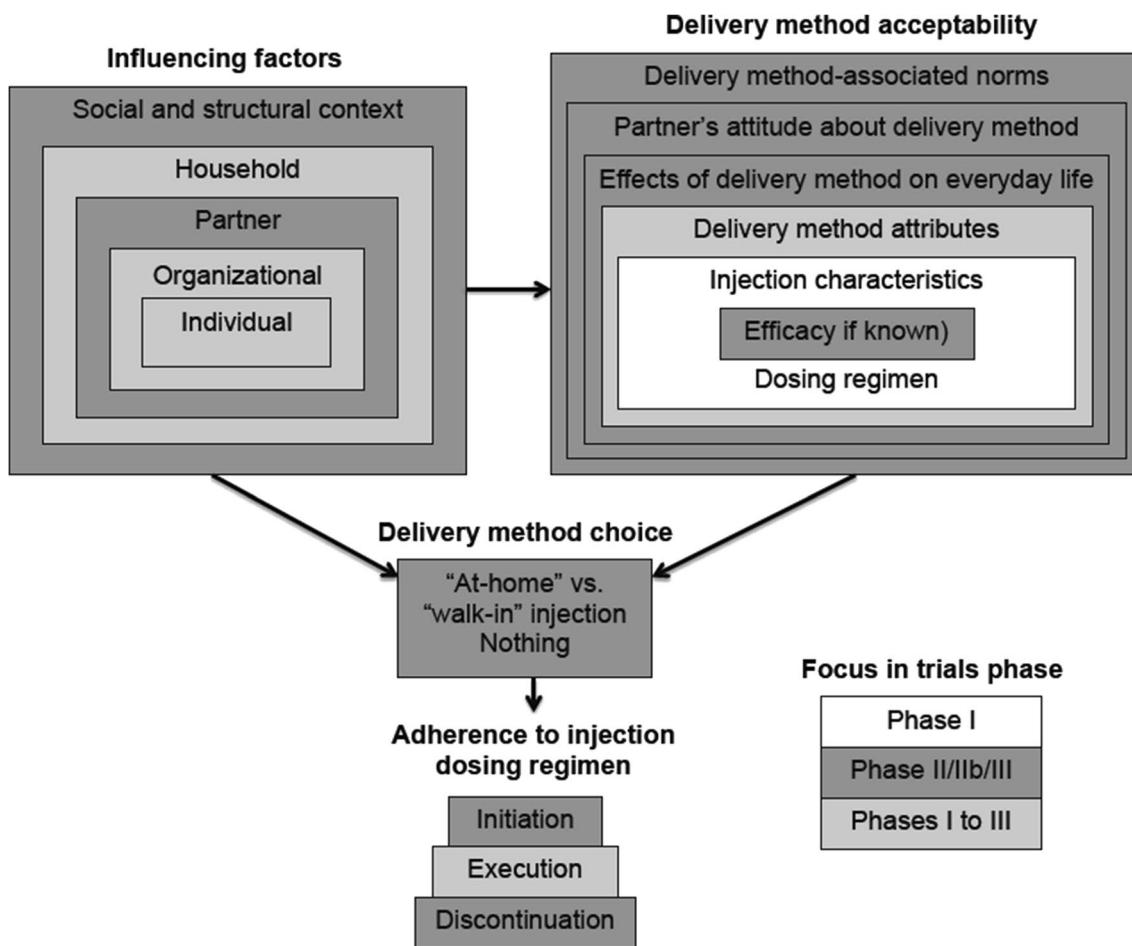 Influencing factors
Social and structural context
Household
Partner
Organizational
Individual
Delivery method acceptability
Delivery method-associated norms
Partner’s attitude about delivery method
Effects of delivery method on everyday life
Delivery method attributes
Injection characteristics
Efficacy if known)
Dosing regimen
Delivery method choice
“At-home” vs.
“walk-in” injection
Nothing
Adherence to injection
dosing regimen
Initiation
Execution
Discontinuation
Focus in trials phase
Phase I
Phase II/IIb/III
Phases I to III